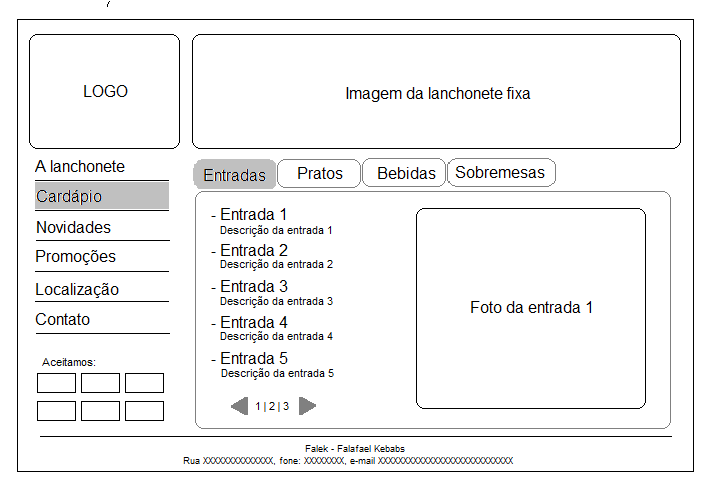 LOGO
Imagem da lanchonete fixa
A lanchonete
Cardápio
Novidades
Promoções
Localização
Contato
Aceitamos:
Entradas
Pratos
Bebidas
Sobremesas
- Entrada 1
Descrição da entrada 1
- Entrada 2
Descrição da entrada 2
- Entrada 3
Descrição da entrada 3
- Entrada 4
Descrição da entrada 4
- Entrada 5
Descrição da entrada 5
1 | 2 | 3
Foto da entrada 1
Falek - Falafael Kebabs
Rua XXXXXXXXXXXXXX, fone: XXXXXXXX, e-mail XXXXXXXXXXXXXXXXXXXXXXXXXXX